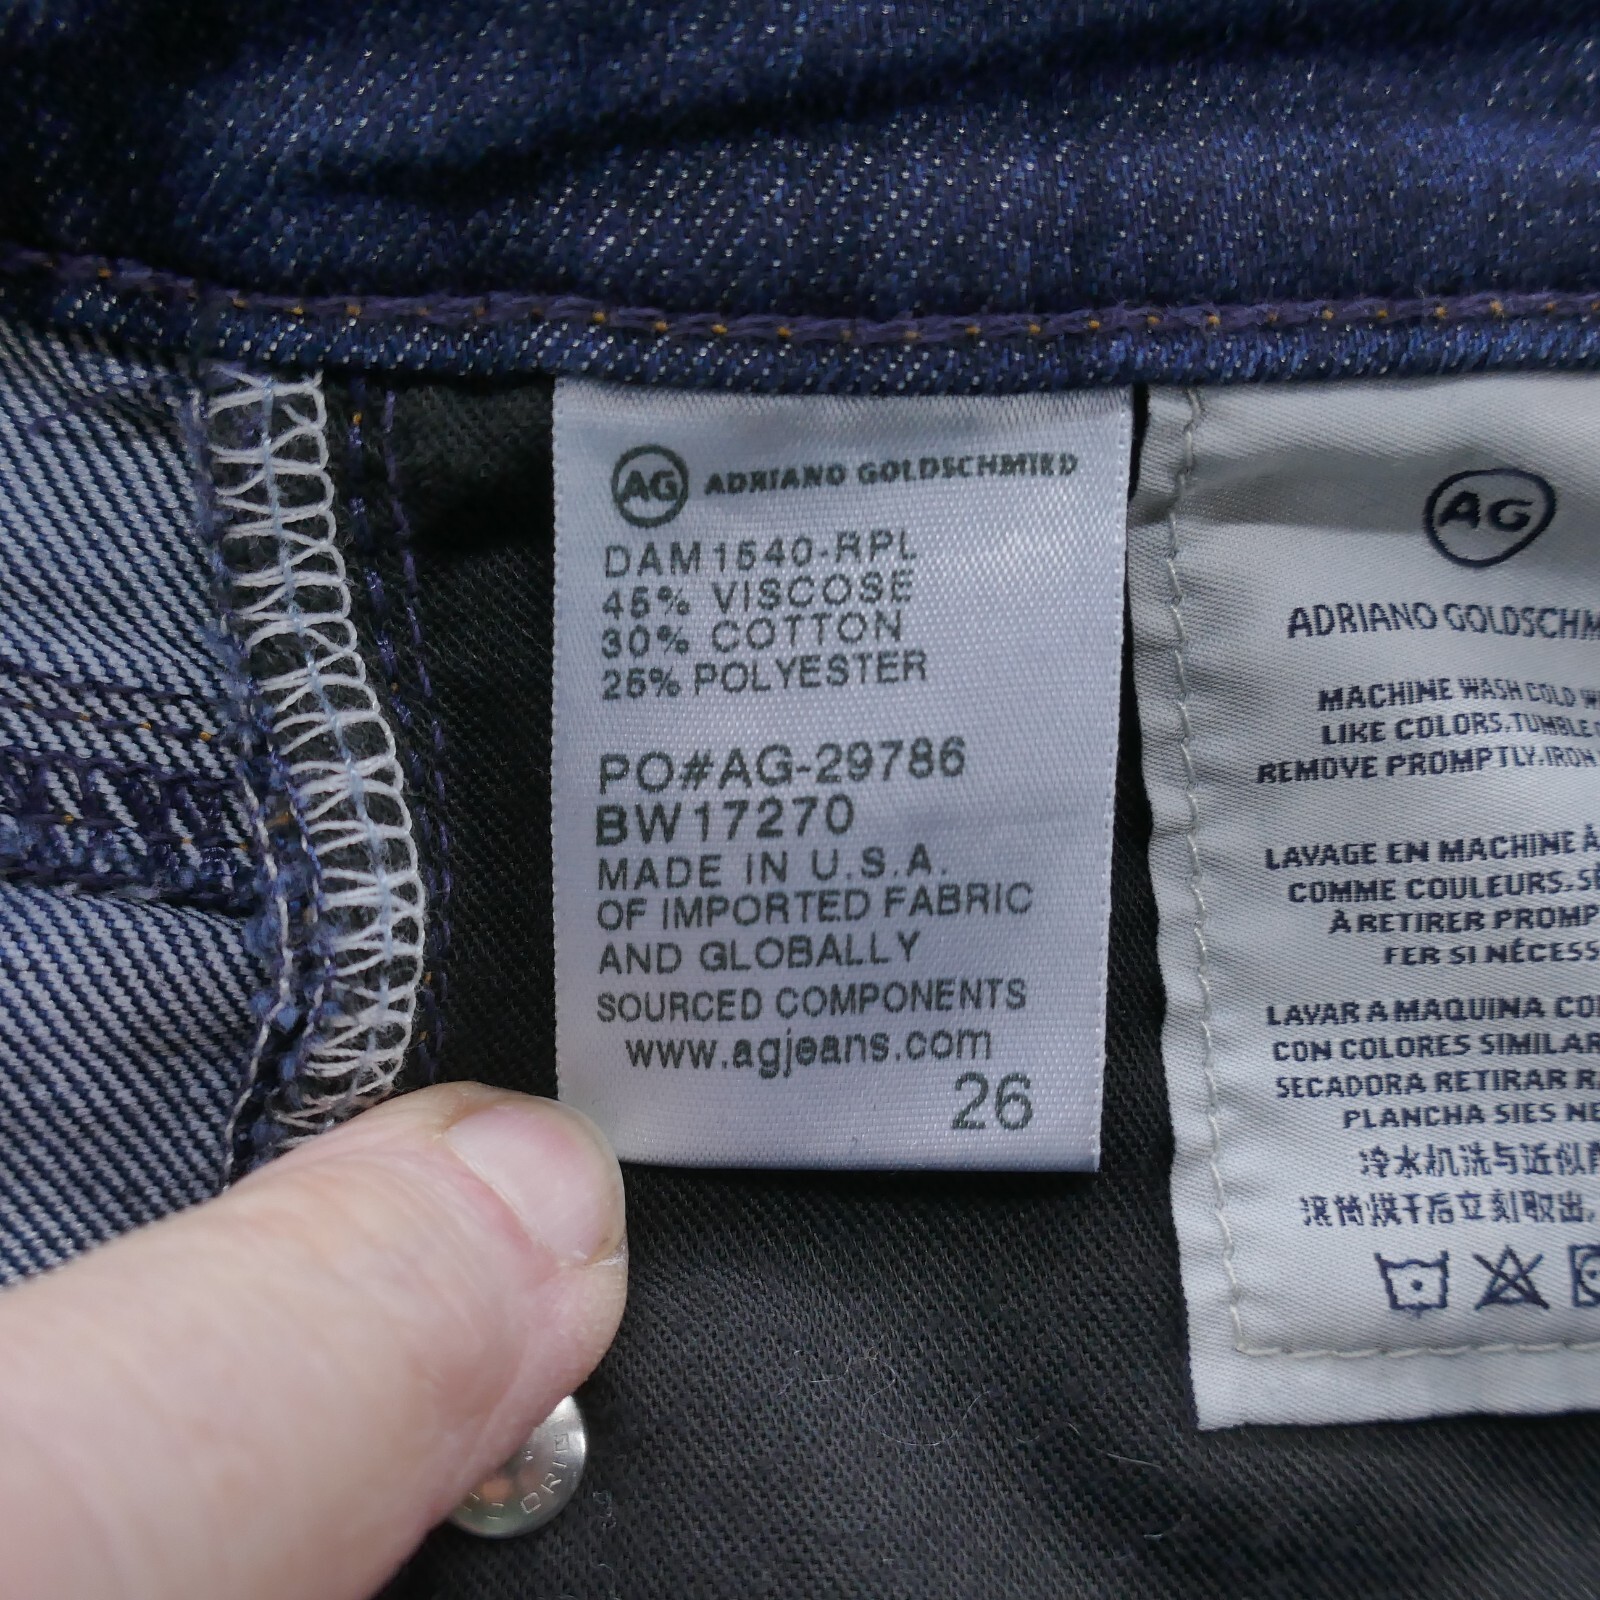 AG ADRIANO GOLDSCHMIED
DAM1540-RPL
45% VISCOSE
30% COTTON
25% POLYESTER
PO#AG-29786
BW17270
MADE IN U.S.A.
OF IMPORTED FABRIC
AND GLOBALLY
SOURCED COMPONENTS
www.agjeans.com
26
AG
ADRIANO GOLDSCHM
MACHINE WASH COLD W
LIKE COLORS.TUMBLE
REMOVE PROMPTLY.IRON
LAVAGE EN MACHINE À
COMME COULEURS.SÉ
À RETIRER PROMP
FER SI NÉCESS
LAVAR A MAQUINA CO
CON COLORES SIMILAR
SECADORA RETIRAR R
PLANCHA SIES NE
冷水机洗与近似
滚筒烘干后立刻取出,
ORIGI